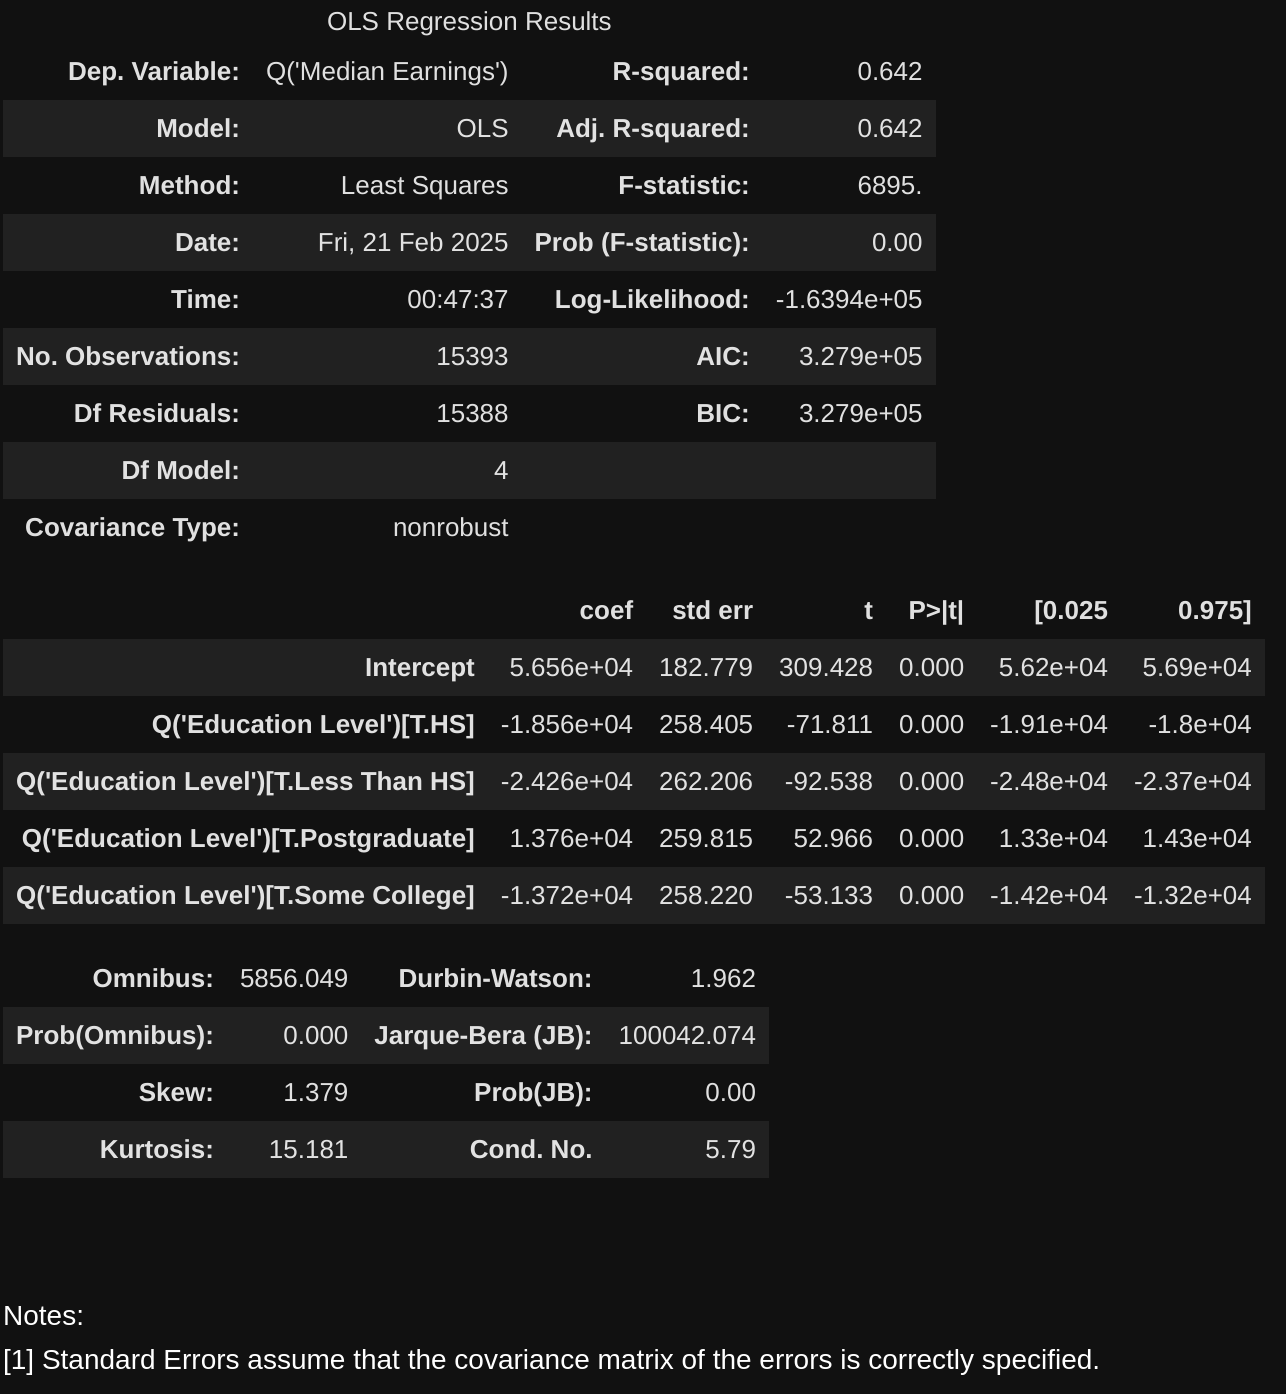 OLS Regression Results
Dep. Variable: Q('Median Earnings') R-squared: 0.642
Model: OLS Adj. R-squared: 0.642
Method: Least Squares F-statistic: 6895.
Date: Fri, 21 Feb 2025 Prob (F-statistic): 0.00
Time: 00:47:37 Log-Likelihood: -1.6394e+05
No. Observations: 15393 AIC: 3.279e+05
Df Residuals: 15388 BIC: 3.279e+05
Df Model: 4
Covariance Type: nonrobust
coef std err t P>|t| [0.025 0.975]
Intercept 5.656e+04 182.779 309.428 0.000 5.62e+04 5.69e+04
Q('Education Level')[T.HS] -1.856e+04 258.405 -71.811 0.000 -1.91e+04 -1.8e+04
Q('Education Level')[T.Less Than HS] -2.426e+04 262.206 -92.538 0.000 -2.48e+04 -2.37e+04
Q('Education Level')[T.Postgraduate] 1.376e+04 259.815 52.966 0.000 1.33e+04 1.43e+04
Q('Education Level')[T.Some College] -1.372e+04 258.220 -53.133 0.000 -1.42e+04 -1.32e+04
Omnibus: 5856.049 Durbin-Watson: 1.962
Prob(Omnibus): 0.000 Jarque-Bera (JB): 100042.074
Skew: 1.379 Prob(JB): 0.00
Kurtosis: 15.181 Cond. No. 5.79
Notes:
[1] Standard Errors assume that the covariance matrix of the errors is correctly specified.